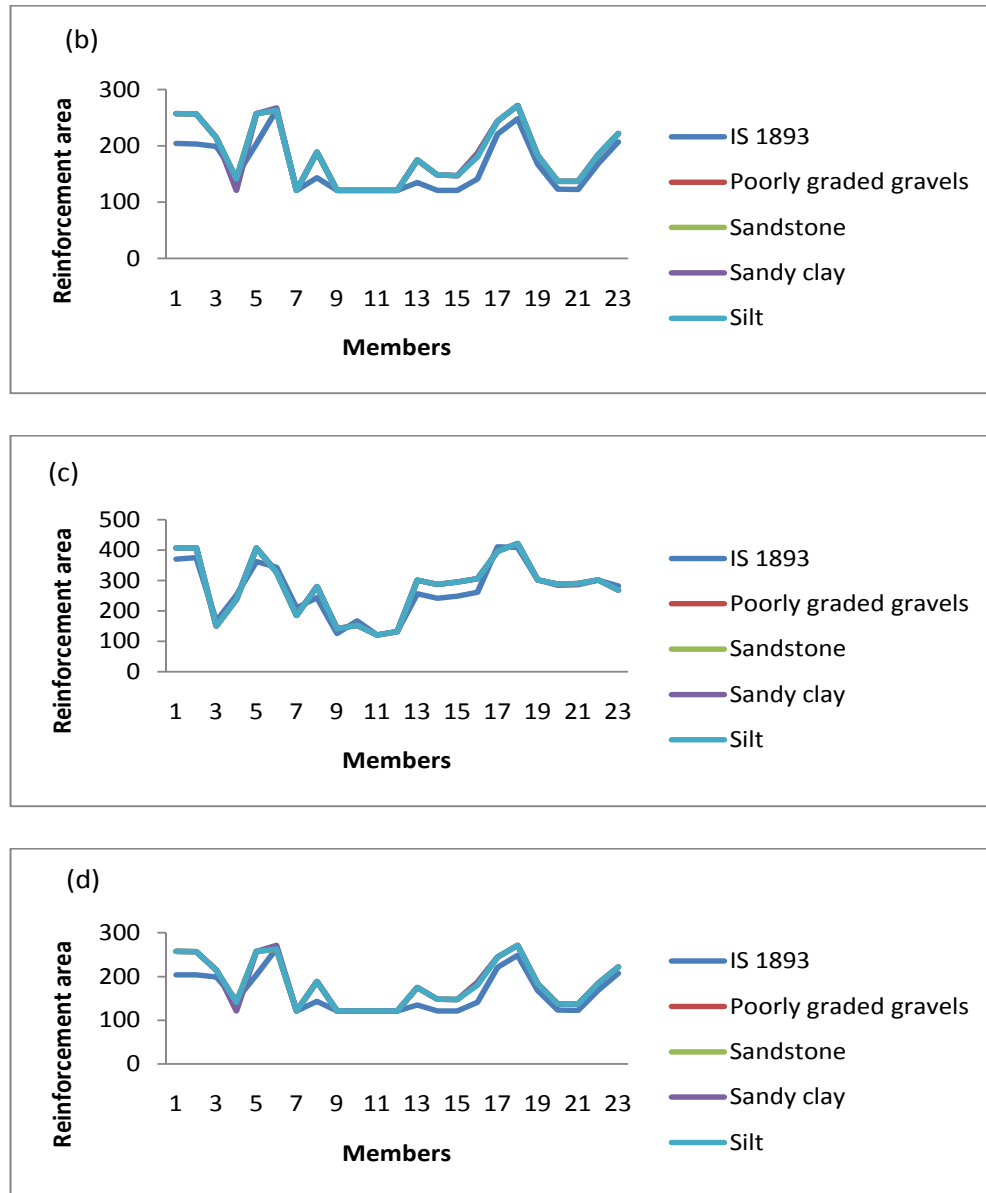 (b)
Reinforcement area
300
200
100
0
1 3 5 7 9 11 13 15 17 19 21 23
Members
IS 1893
Poorly graded gravels
Sandstone
Sandy clay
Silt
(c)
Reinforcement area
500
400
300
200
100
0
1 3 5 7 9 11 13 15 17 19 21 23
Members
IS 1893
Poorly graded gravels
Sandstone
Sandy clay
Silt
(d)
Reinforcement area
300
200
100
0
1 3 5 7 9 11 13 15 17 19 21 23
Members
IS 1893
Poorly graded gravels
Sandstone
Sandy clay
Silt